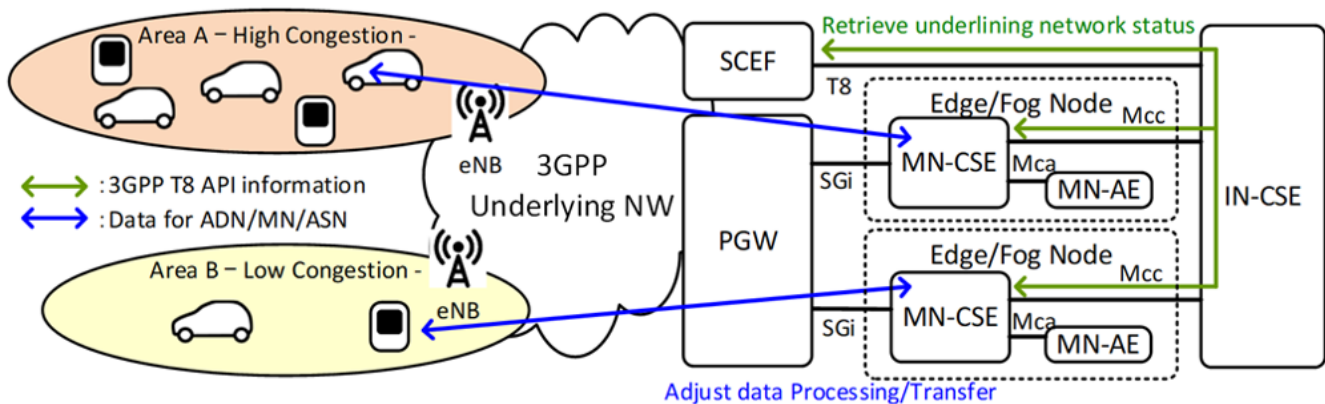 Area A – High Congestion -
eNB
: 3GPP T8 API information
: Data for ADN/MN/ASN
Area B – Low Congestion -
eNB
3GPP
Underlying NW
SCEF
PGW
Retrieve underlining network status
T8
Edge/Fog Node
Mcc
MN-CSE
Mca
MN-AE
SGi
Edge/Fog Node
Mcc
MN-CSE
Mca
MN-AE
SGi
IN-CSE
Adjust data Processing/Transfer